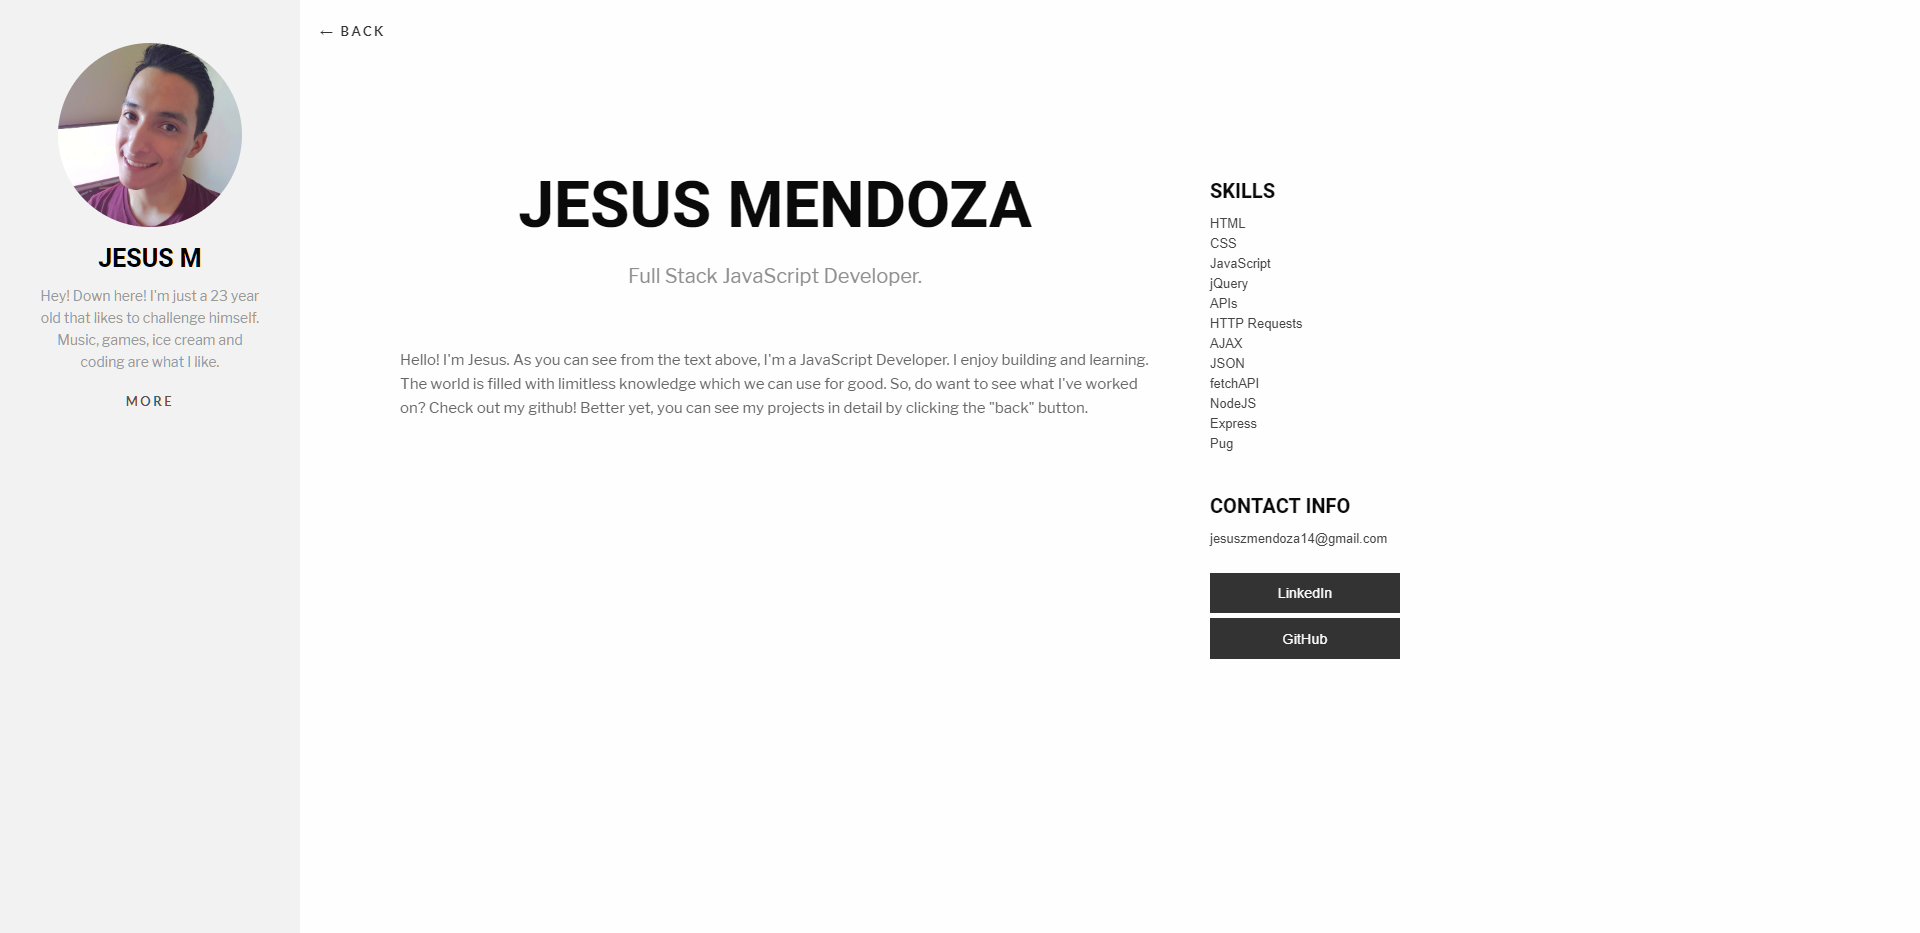 ← BACK
JESUS M
Hey! Down here! I'm just a 23 year
old that likes to challenge himself.
Music, games, ice cream and
coding are what I like.
MORE
JESUS MENDOZA
Full Stack JavaScript Developer.
Hello! I'm Jesus. As you can see from the text above, I'm a JavaScript Developer. I enjoy building and learning.
The world is filled with limitless knowledge which we can use for good. So, do want to see what I've worked
on? Check out my github! Better yet, you can see my projects in detail by clicking the "back" button.
SKILLS
HTML
CSS
JavaScript
jQuery
APIs
HTTP Requests
AJAX
JSON
fetchAPI
NodeJS
Express
Pug
CONTACT INFO
jesuszmendoza14@gmail.com
LinkedIn
GitHub